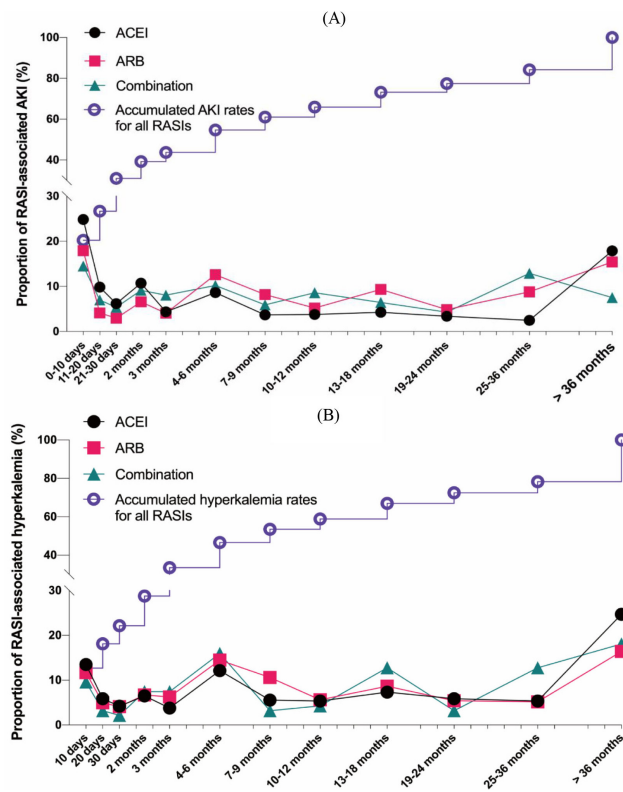 (A)
ACEI
ARB
Combination
Accumulated AKI rates
for all RASIs
Proportion of RASI-associated AKI (%)
100
80
60
40
30
20
10
0
0-10 days
11-20 days
21-30 days
2 months
3 months
4-6 months
7-9 months
10-12 months
13-18 months
19-24 months
25-36 months
> 36 months
(B)
ACEI
ARB
Combination
Accumulated hyperkalemia rates
for all RASIs
Proportion of RASI-associated hyperkalemia (%)
100
80
60
40
30
20
10
0
10 days
20 days
30 days
2 months
3 months
4-6 months
7-9 months
10-12 months
13-18 months
19-24 months
25-36 months
> 36 months